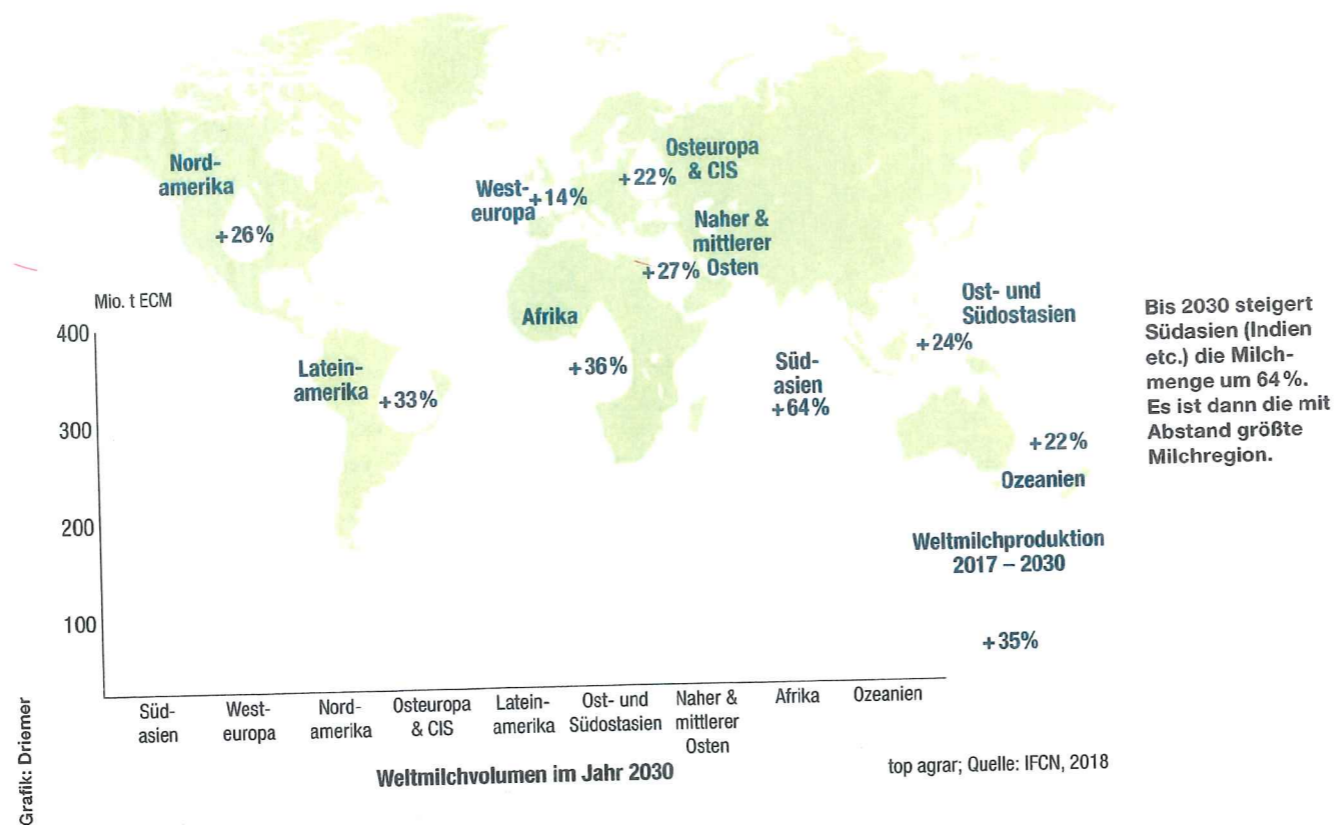 Nord-
amerika
+26%
West-
europa
+14%
Osteuropa
& CIS
+22%
Naher &
mittlerer
Osten
+27%
Afrika
+36%
Latein-
amerika
+33%
Süd-
asien
+64%
Ost- und
Südostasien
+24%
+22%
Ozeanien
Weltmilchproduktion
2017 – 2030
+35%
Bis 2030 steigert
Südasien (Indien
etc.) die Milch-
menge um 64%.
Es ist dann die mit
Abstand größte
Milchregion.
Mio. t ECM
400
300
200
100
Süd-
asien
West-
europa
Nord-
amerika
Osteuropa
& CIS
Latein-
amerika
Ost- und
Südostasien
Naher &
mittlerer
Osten
Afrika
Ozeanien
Weltmilchvolumen im Jahr 2030
top agrar; Quelle: IFCN, 2018
Grafik: Driemer